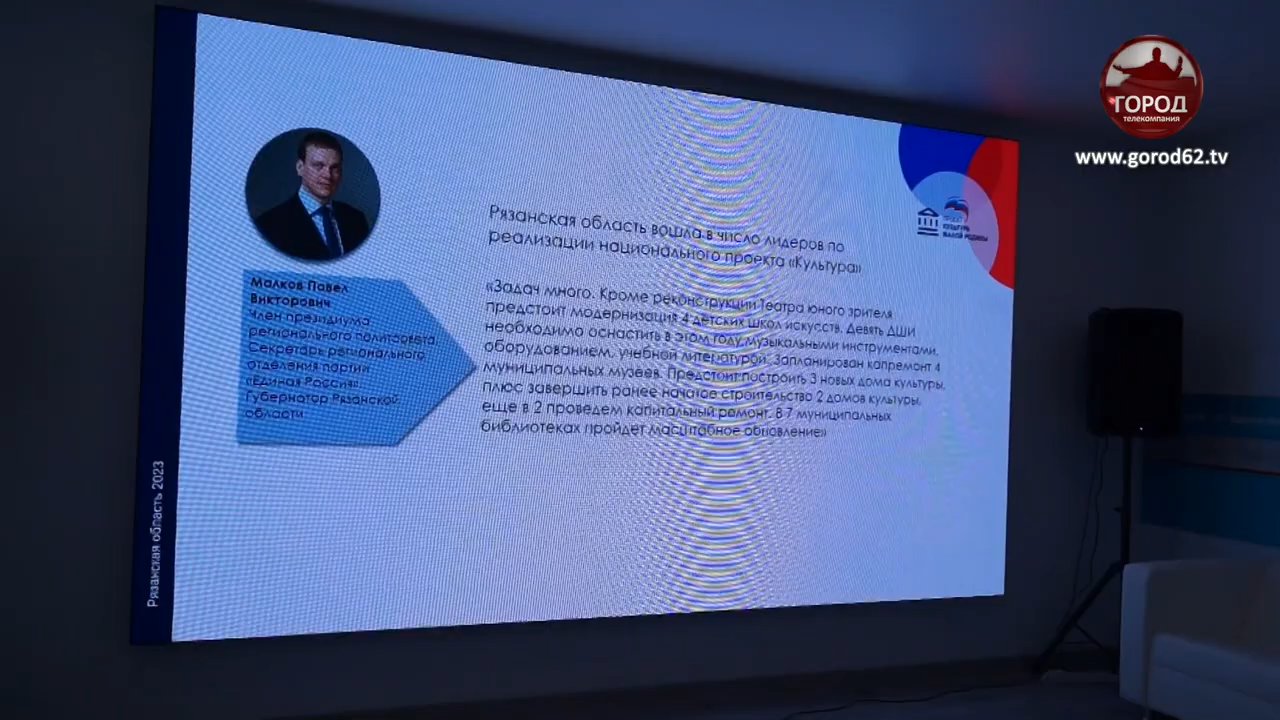 ГОРОД
телекомпания
www.gorod62.tv
ПРОЕКТ
КУЛЬТУРА
МАЛОЙ РОДИНЫ
Рязанская область вошла в число лидеров по
реализации национального проекта «Культура»
Малков Павел
Викторович
Член президиума
регионального политсовета
Секретарь регионального
отделения партии
«Единая Россия»
Губернатор Рязанской
области
«Задач много. Кроме реконструкции Театра юного зрителя
предстоит модернизация 4 детских школ искусств. Девять ДШИ
необходимо оснастить в этом году музыкальными инструментами,
оборудованием, учебной литературой. Запланирован капремонт 4
муниципальных музеев. Предстоит построить 3 новых дома культуры,
плюс завершить ранее начатое строительство 2 домов культуры,
еще в 2 проведем капитальный ремонт. В 7 муниципальных
библиотеках пройдет масштабное обновление»
Рязанская область 2023